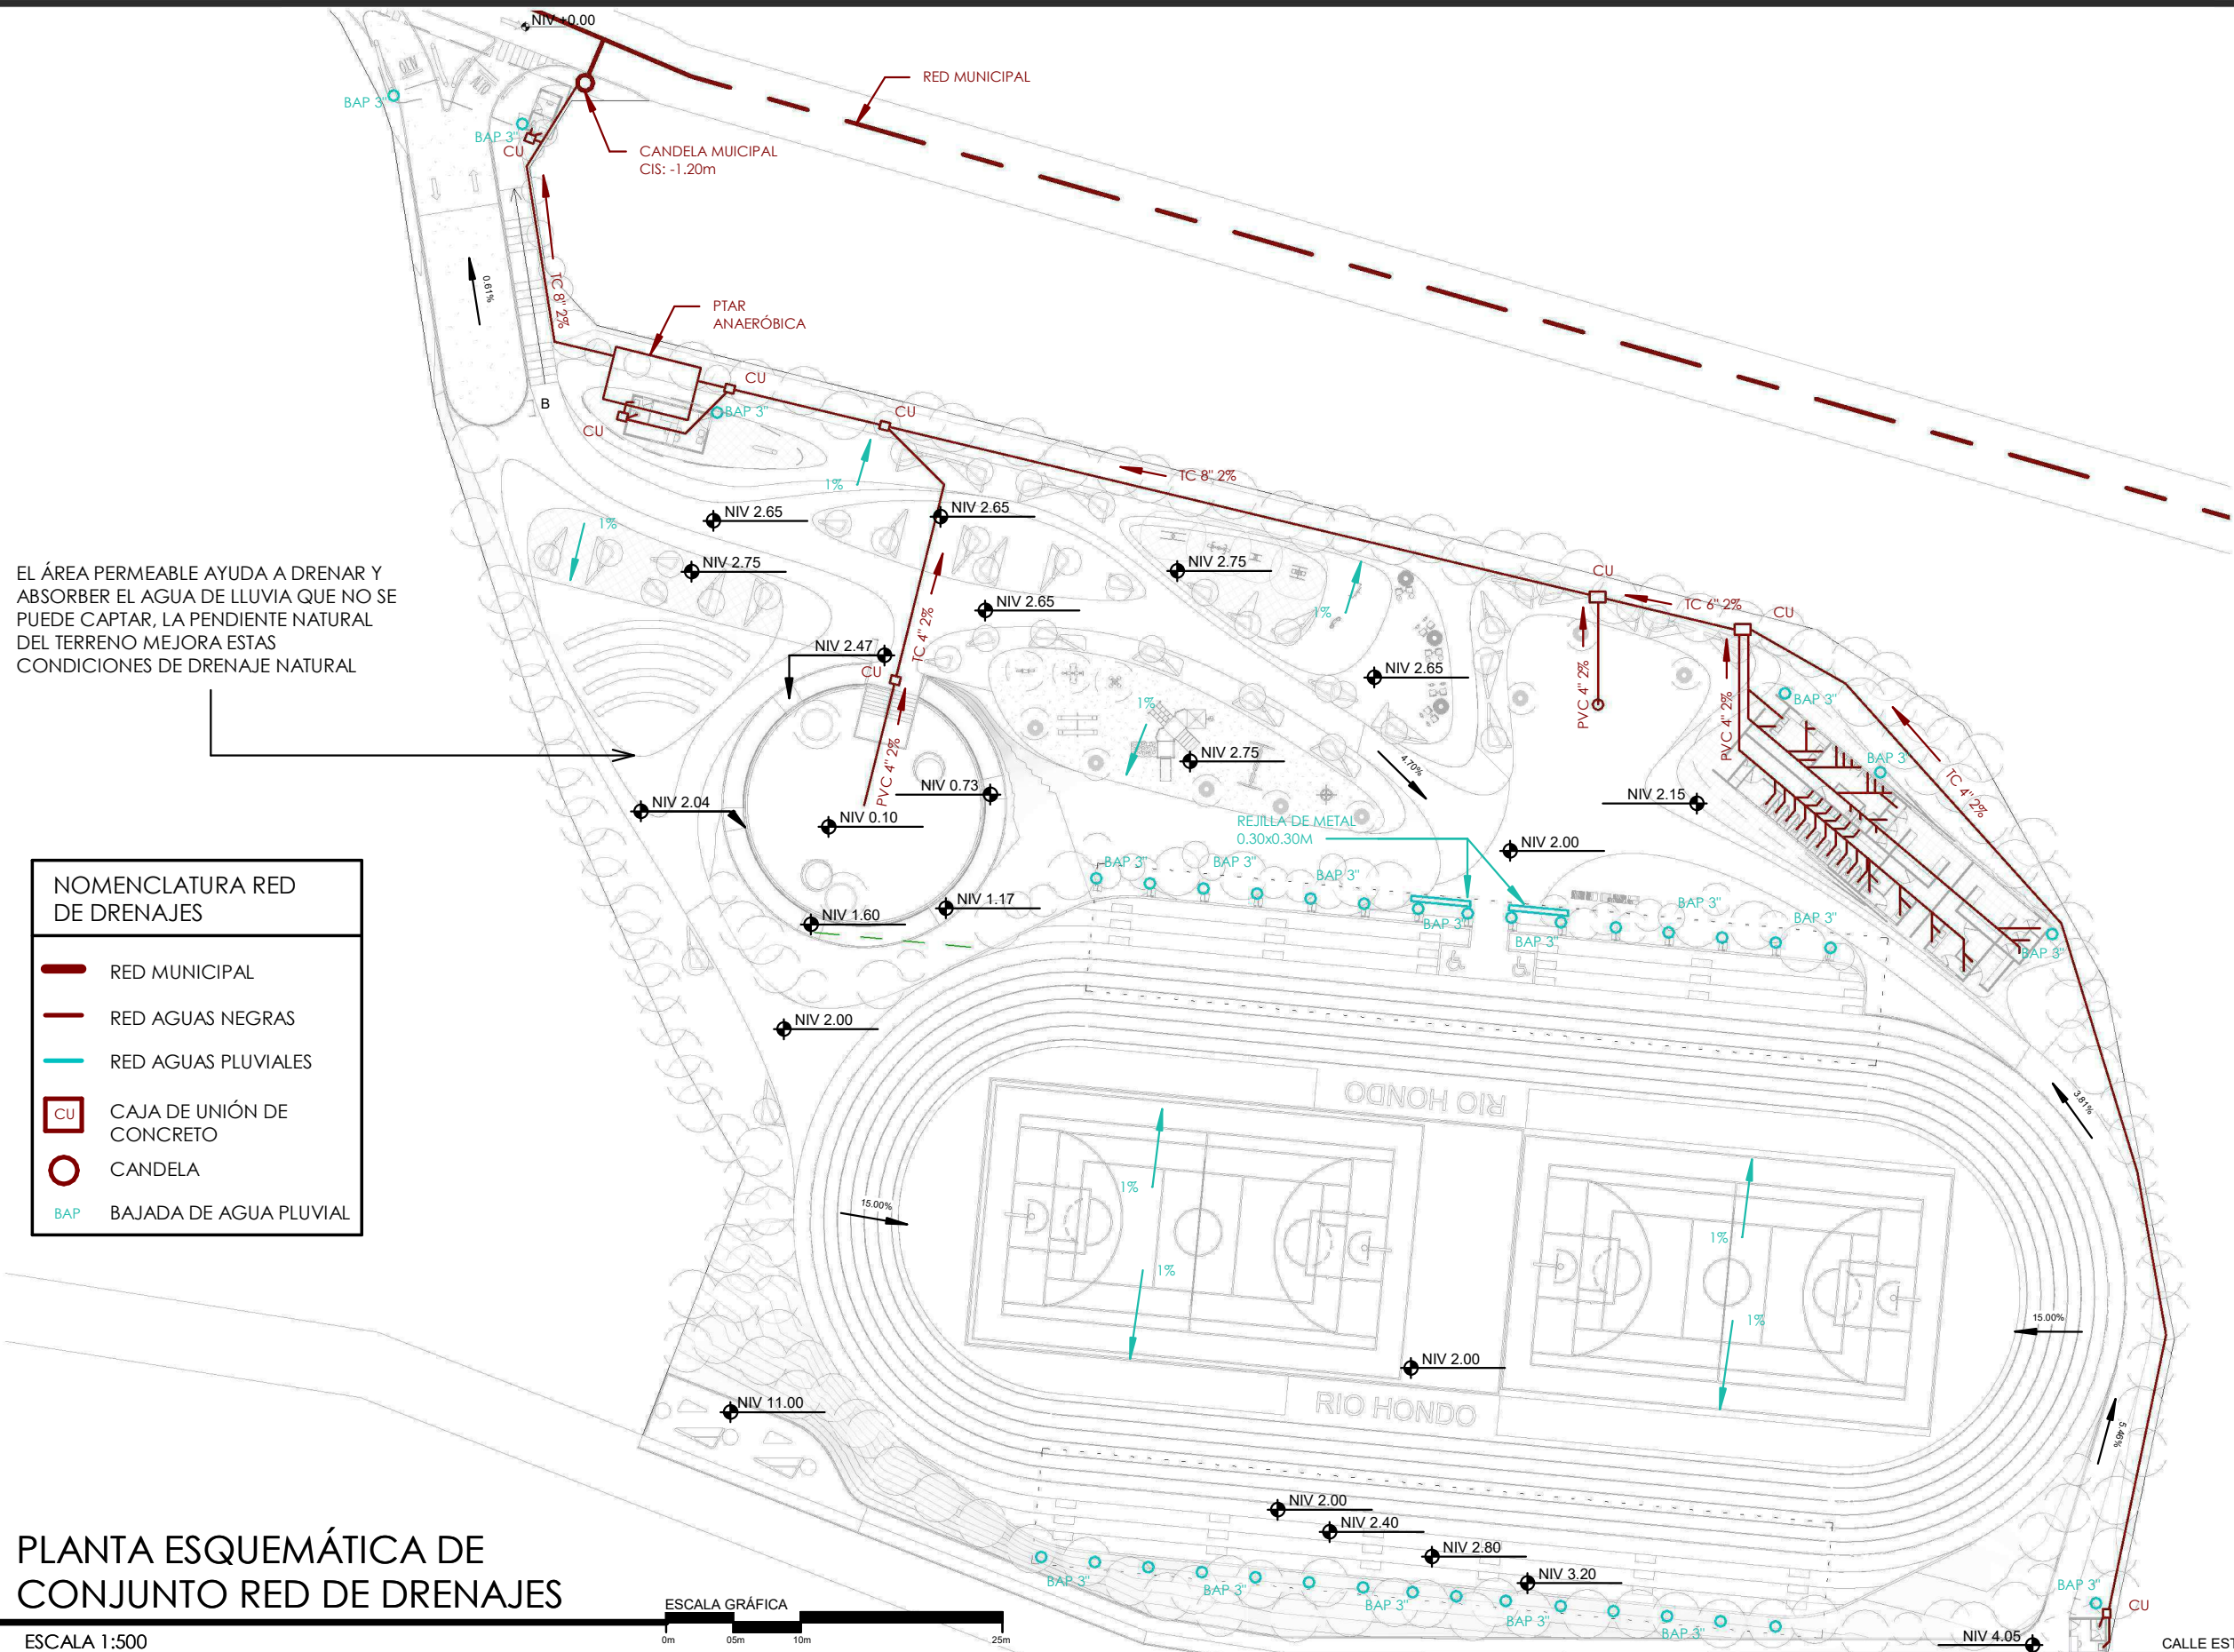 NIV +0.00
RED MUNICIPAL
BAP 3"
BAP 3"
CU
CANDELA MUICIPAL
CIS: -1.20m
ALTO
ALTO
0.61%
TC 8" 2%
PTAR
ANAERÓBICA
B
CU
BAP 3"
CU
CU
1%
TC 8" 2%
NIV 2.65
NIV 2.65
1%
NIV 2.75
NIV 2.75
EL ÁREA PERMEABLE AYUDA A DRENAR Y
ABSORBER EL AGUA DE LLUVIA QUE NO SE
PUEDE CAPTAR, LA PENDIENTE NATURAL
DEL TERRENO MEJORA ESTAS
CONDICIONES DE DRENAJE NATURAL
NIV 2.65
1%
CU
TC 6" 2%
CU
TC 4" 2%
NIV 2.47
CU
NIV 2.65
PVC 4" 2%
PVC 4" 2%
BAP 3"
1%
PVC 4" 2%
NIV 2.75
4.70%
BAP 3"
TC 4" 2%
NIV 0.73
NIV 2.04
NIV 0.10
NIV 2.15
REJILLA DE METAL
0.30x0.30M
NIV 2.00
BAP 3"
BAP 3"
BAP 3"
BAP 3"
BAP 3"
BAP 3"
BAP 3"
BAP 3"
NIV 1.17
NIV 1.60
NOMENCLATURA RED
DE DRENAJES
RED MUNICIPAL
RED AGUAS NEGRAS
RED AGUAS PLUVIALES
CU
CAJA DE UNIÓN DE
CONCRETO
CANDELA
BAP
BAJADA DE AGUA PLUVIAL
NIV 2.00
3.81%
RIO HONDO
1%
1%
15.00%
1%
1%
15.00%
NIV 2.00
RIO HONDO
NIV 11.00
5.46%
NIV 2.00
NIV 2.40
NIV 2.80
NIV 3.20
BAP 3"
BAP 3"
BAP 3"
BAP 3"
BAP 3"
BAP 3"
CU
NIV 4.05
CALLE EST
PLANTA ESQUEMÁTICA DE
CONJUNTO RED DE DRENAJES
ESCALA 1:500
ESCALA GRÁFICA
0m
05m
10m
25m